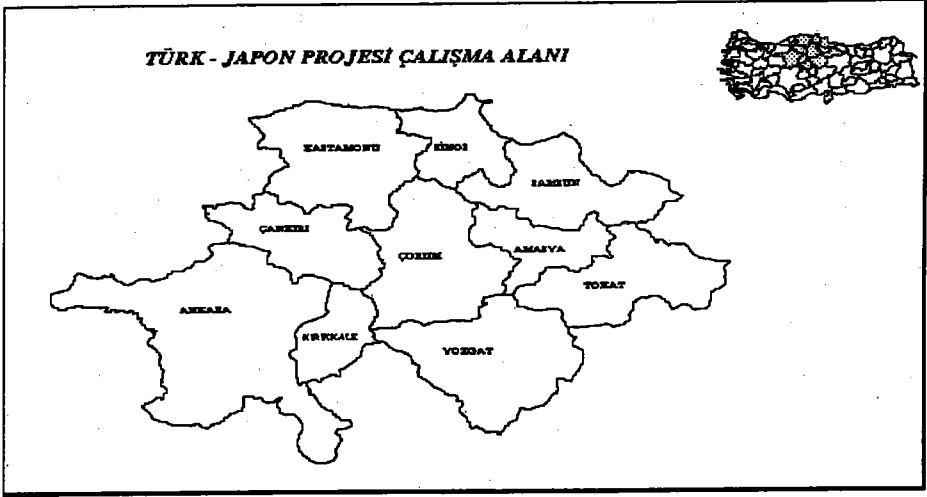 TÜRK - JAPON PROJESİ ÇALIŞMA ALANI
KASTAMONU
SİNOP
SAMSUN
ÇANKIRI
ÇORUM
AMASYA
TOKAT
ANKARA
KIRIKKALE
YOZGAT